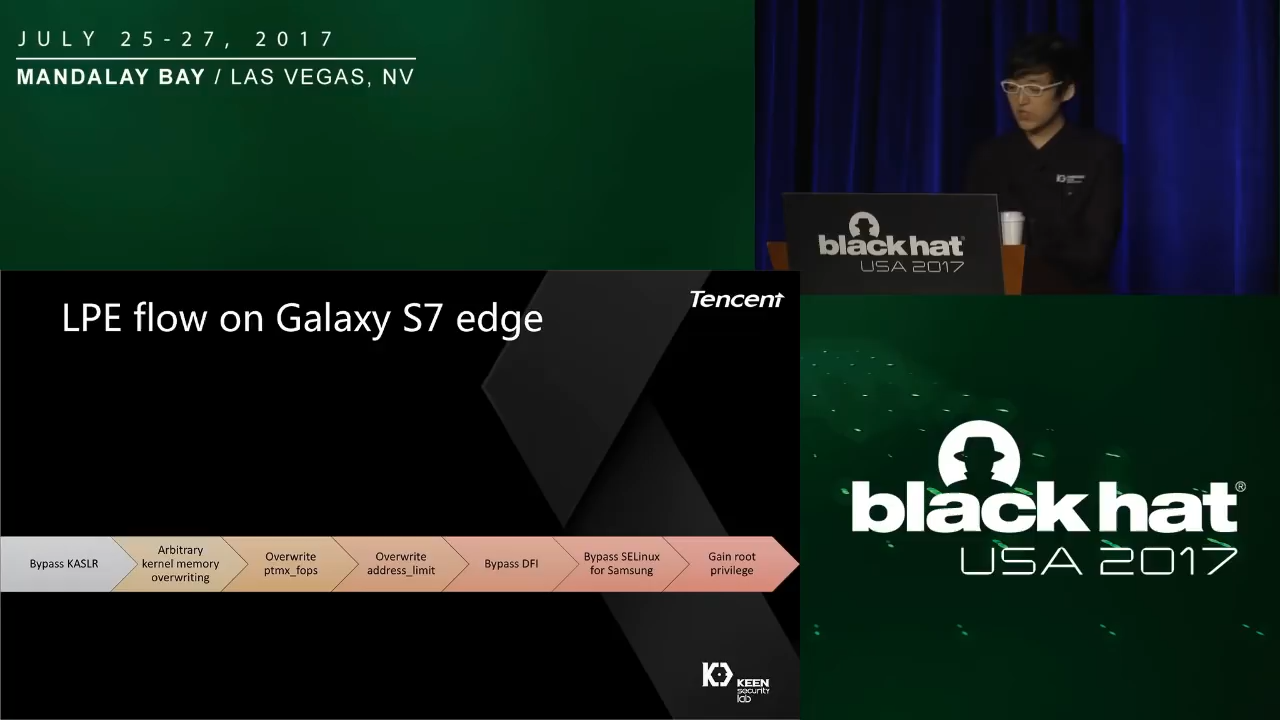 JULY 25-27, 2017
MANDALAY BAY / LAS VEGAS, NV
black hat®
USA 2017
LPE flow on Galaxy S7 edge
Tencent
Bypass KASLR
Arbitrary
kernel memory
overwriting
Overwrite
ptmx_fops
Overwrite
address_limit
Bypass DFI
Bypass SELinux
for Samsung
Gain root
privilege
KEEN
security
lab
black hat®
USA 2017